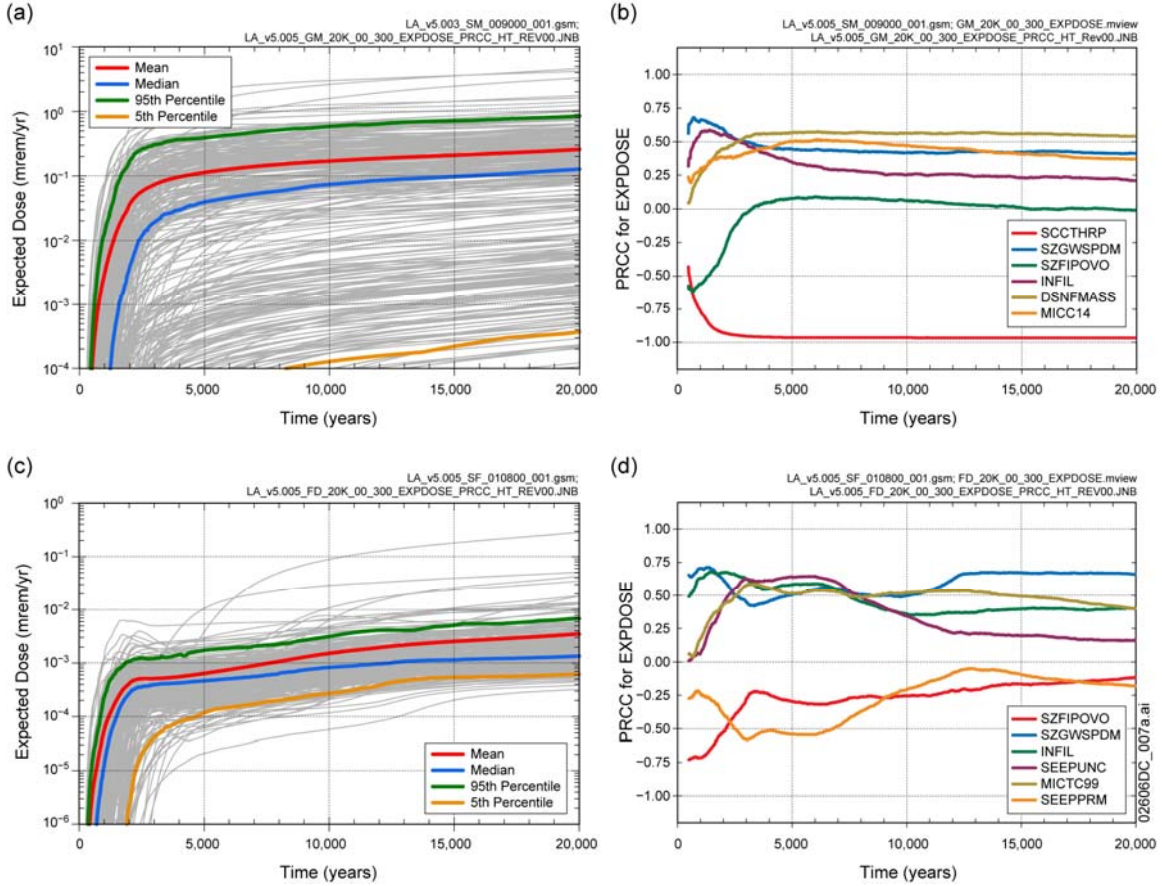 (a)
LA_v5.003_SM_009000_001.gsm;
LA_v5.005_GM_20K_00_300_EXPDOSE_PRCC_HT_REV00.JNB
Expected Dose (mrem/yr)
10¹
10⁰
10⁻¹
10⁻²
10⁻³
10⁻⁴
Mean
Median
95th Percentile
5th Percentile
0 5,000 10,000 15,000 20,000
Time (years)
(b)
LA_v5.005_SM_009000_001.gsm; GM_20K_00_300_EXPDOSE.mview
LA_v5.005_GM_20K_00_300_EXPDOSE_PRCC_HT_Rev00.JNB
PRCC for EXPDOSE
1.00
0.75
0.50
0.25
0.00
−0.25
−0.50
−0.75
−1.00
SCCTHRP
SZGWSPDM
SZFIPOVO
INFIL
DSNFMASS
MICC14
0 5,000 10,000 15,000 20,000
Time (years)
(c)
LA_v5.005_SF_010800_001.gsm;
LA_v5.005_FD_20K_00_300_EXPDOSE_PRCC_HT_REV00.JNB
Expected Dose (mrem/yr)
10⁰
10⁻¹
10⁻²
10⁻³
10⁻⁴
10⁻⁵
10⁻⁶
Mean
Median
95th Percentile
5th Percentile
0 5,000 10,000 15,000 20,000
Time (years)
(d)
LA_v5.005_SF_010800_001.gsm; FD_20K_00_300_EXPDOSE.mview
LA_v5.005_FD_20K_00_300_EXPDOSE_PRCC_HT_REV00.JNB
PRCC for EXPDOSE
1.00
0.75
0.50
0.25
0.00
−0.25
−0.50
−0.75
−1.00
SZFIPOVO
SZGWSPDM
INFIL
SEEPUNC
MICTC99
SEEPPRM
0 5,000 10,000 15,000 20,000
Time (years)
02606DC_007a.ai